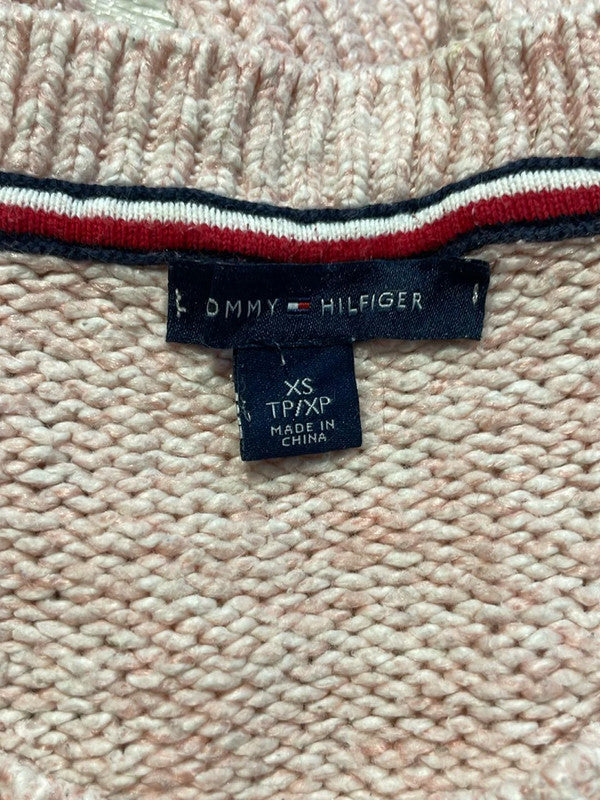 OMMY HILFIGER
XS
TP/XP
MADE IN
CHINA